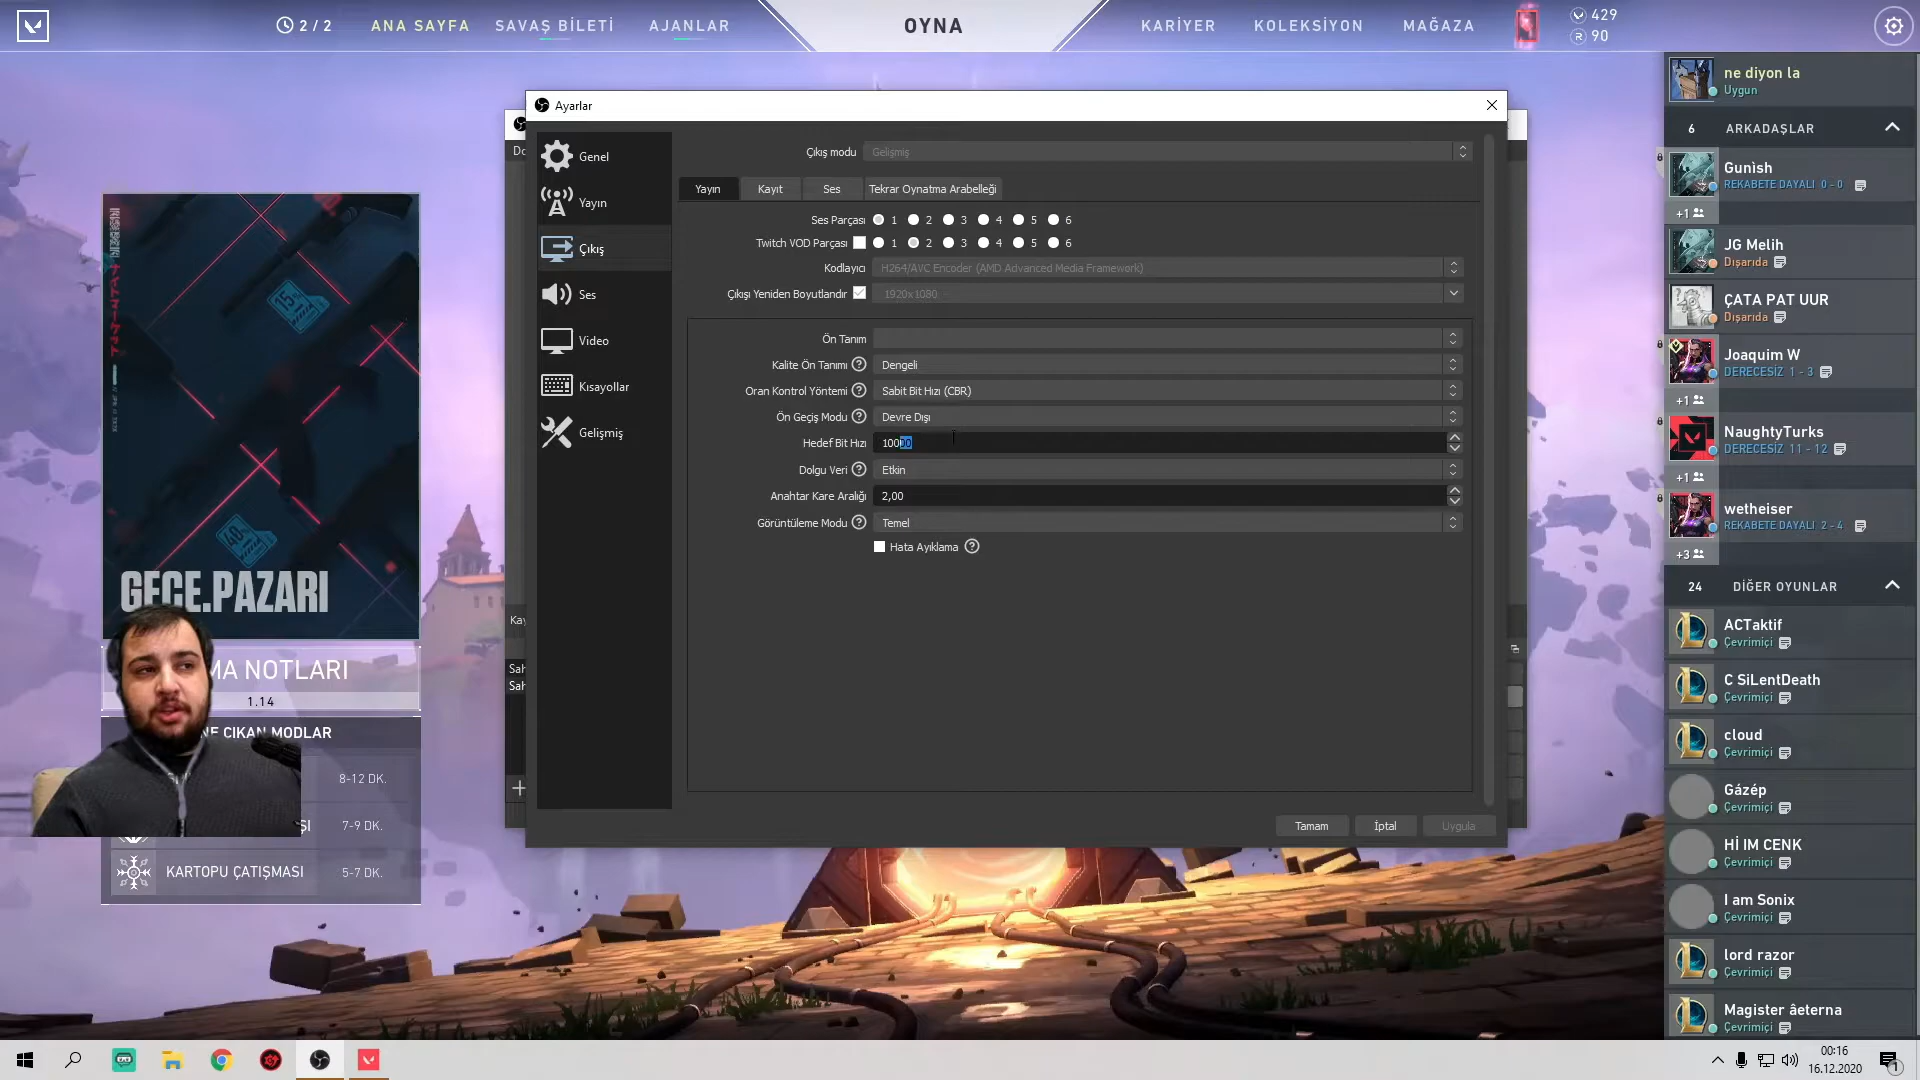 2 / 2
ANA SAYFA
SAVAŞ BİLETİ
AJANLAR
OYNA
KARİYER
KOLEKSİYON
MAĞAZA
429
90
GECE.PAZARI
MA NOTLARI
1.14
NE ÇIKAN MODLAR
8-12 DK.
7-9 DK.
KARTOPU ÇATIŞMASI
5-7 DK.
Ayarlar
Genel
Yayın
Çıkış
Ses
Video
Kısayollar
Gelişmiş
Çıkış modu Gelişmiş
Yayın Kayıt Ses Tekrar Oynatma Arabelleği
Ses Parçası 1 2 3 4 5 6
Twitch VOD Parçası 1 2 3 4 5 6
Kodlayıcı H264/AVC Encoder (AMD Advanced Media Framework)
Çıkışı Yeniden Boyutlandır 1920x1080
Ön Tanım
Kalite Ön Tanımı Dengeli
Oran Kontrol Yöntemi Sabit Bit Hızı (CBR)
Ön Geçiş Modu Devre Dışı
Hedef Bit Hızı 10000
Dolgu Veri Etkin
Anahtar Kare Aralığı 2,00
Görüntüleme Modu Temel
Hata Ayıklama
Tamam
İptal
Uygula
ne diyon la
Uygun
6 ARKADAŞLAR
Gunìsh
REKABETE DAYALI 0 - 0
+1
JG Melih
Dışarıda
ÇATA PAT UUR
Dışarıda
Joaquim W
DERECESİZ 1 - 3
+1
NaughtyTurks
DERECESİZ 11 - 12
+1
wetheiser
REKABETE DAYALI 2 - 4
+3
24 DİĞER OYUNLAR
ACTaktif
Çevrimiçi
C SiLentDeath
Çevrimiçi
cloud
Çevrimiçi
Gázép
Çevrimiçi
Hİ IM CENK
Çevrimiçi
I am Sonix
Çevrimiçi
lord razor
Çevrimiçi
Magister âeterna
Çevrimiçi
00:16
16.12.2020
1